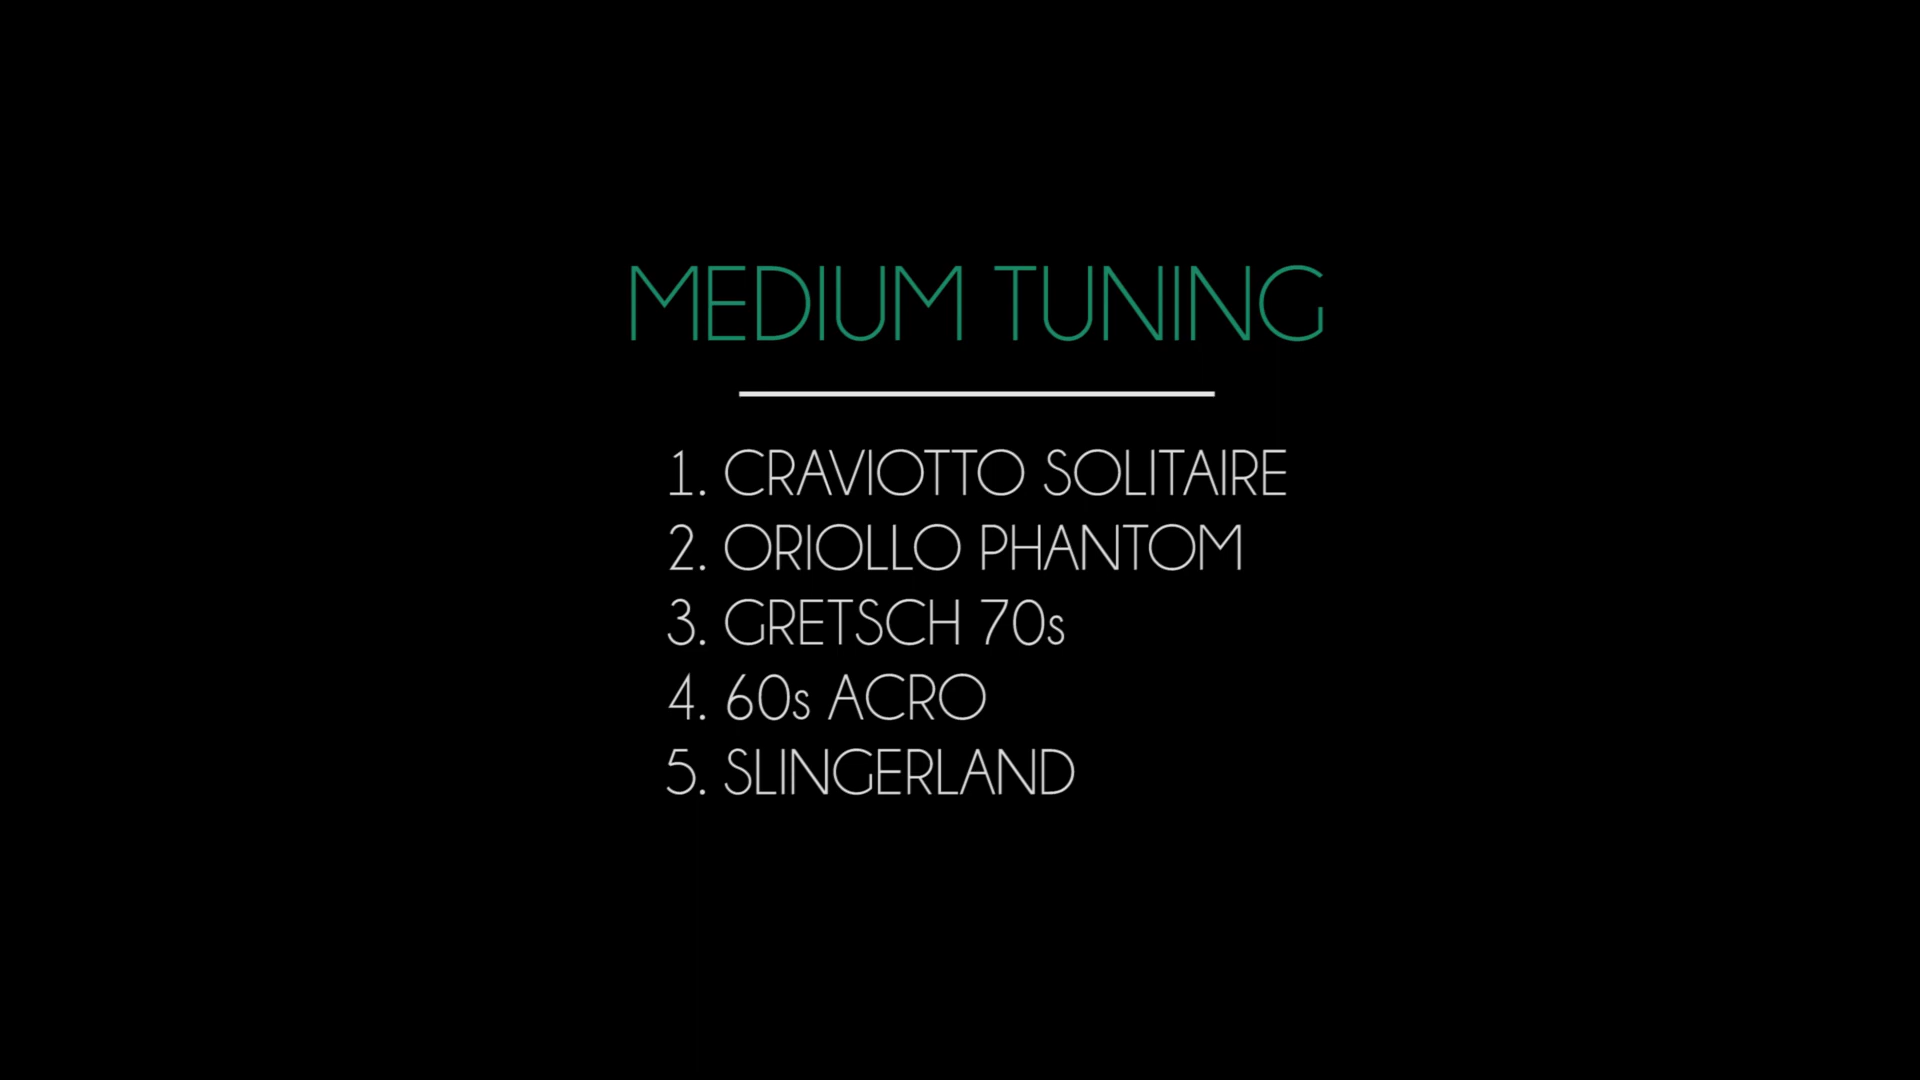 MEDIUM TUNING
1. CRAVIOTTO SOLITAIRE
2. ORIOLLO PHANTOM
3. GRETSCH 70s
4. 60s ACRO
5. SLINGERLAND